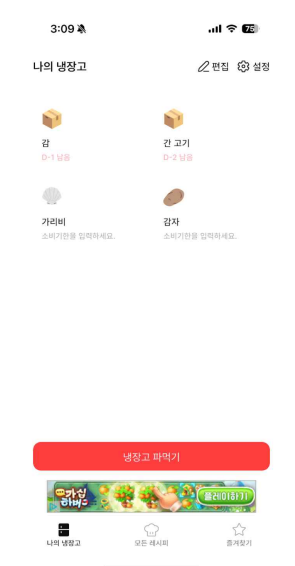 3:09
75
나의 냉장고
편집
설정
감
D-1 남음
간 고기
D-2 남음
가리비
소비기한을 입력하세요.
감자
소비기한을 입력하세요.
냉장고 파먹기
플레이하기
나의 냉장고
모든 레시피
즐겨찾기